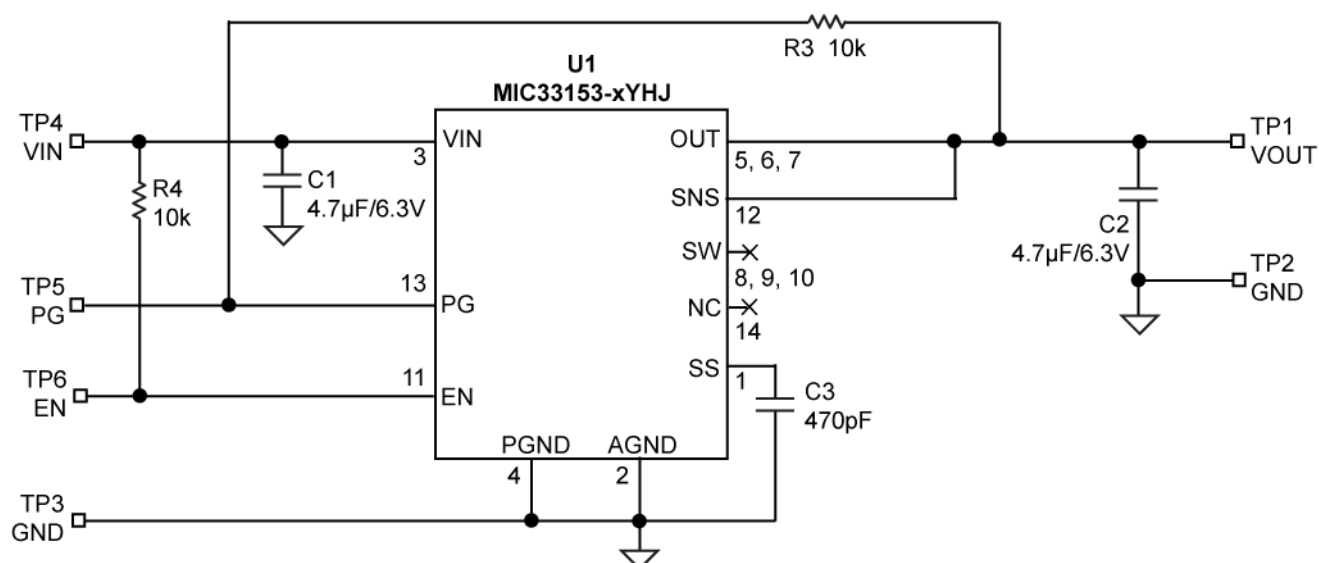 R3 10k
U1
MIC33153-xYHJ
TP4
VIN
VIN
3
OUT
5, 6, 7
TP1
VOUT
R4
10k
C1
4.7µF/6.3V
SNS
12
C2
4.7µF/6.3V
SW
8, 9, 10
TP5
PG
13
PG
NC
14
TP2
GND
TP6
EN
11
EN
SS
1
C3
470pF
PGND
4
AGND
2
TP3
GND